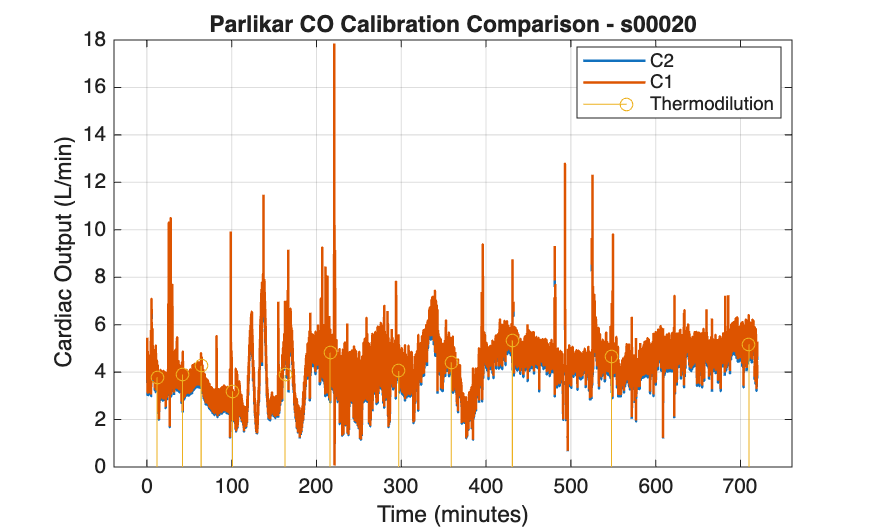 Parlikar CO Calibration Comparison - s00020
18
16
14
12
10
8
6
4
2
0
Cardiac Output (L/min)
C2
C1
Thermodilution
0 100 200 300 400 500 600 700
Time (minutes)